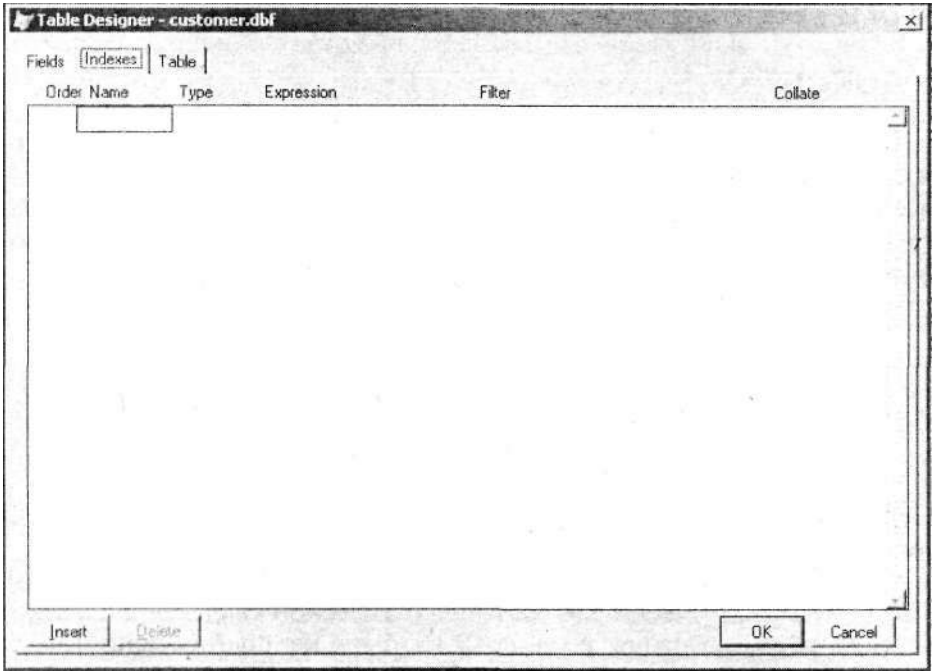 Table Designer - customer.dbf
Fields Indexes Table
Order Name Type Expression Filter Collate
Insert Delete OK Cancel